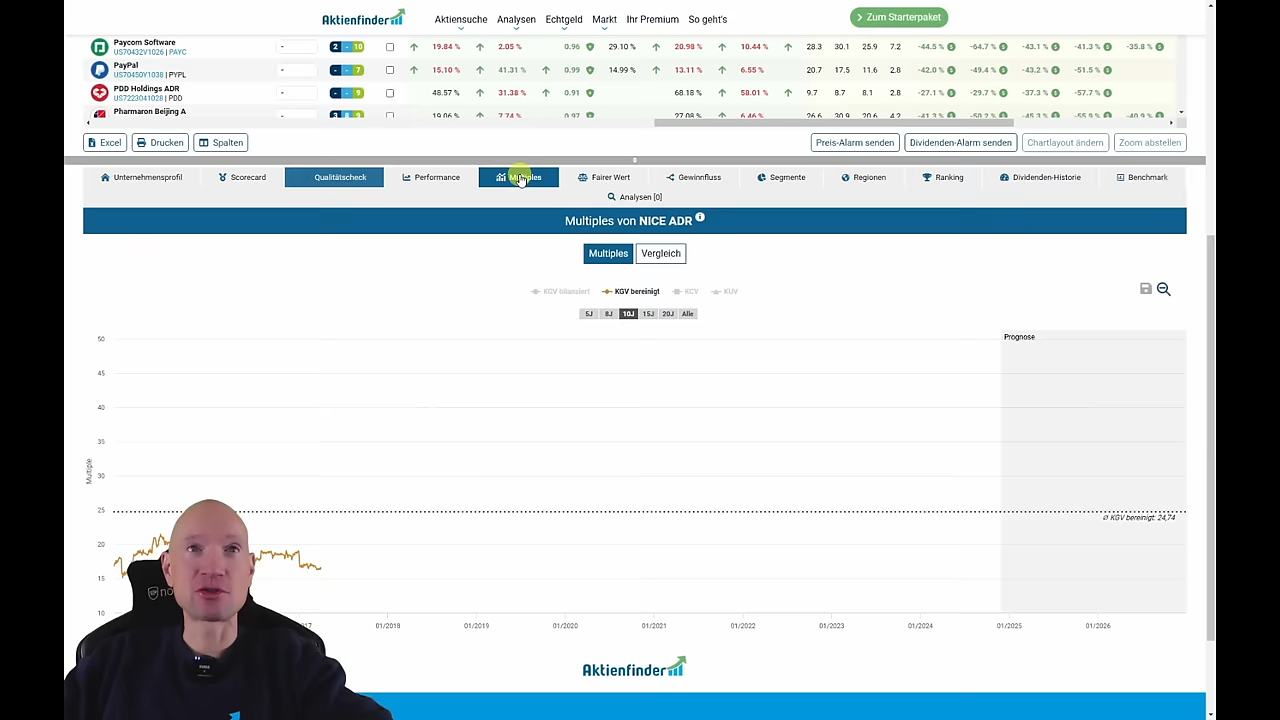 Aktienfinder
Aktiensuche Analysen Echtgeld Markt Ihr Premium So geht's
Zum Starterpaket
Paycom Software
US70432V1026 | PAYC
- 2 - 10 19.84 % 2.05 % 0.96 29.10 % 20.98 % 10.44 % 28.3 30.1 25.9 7.2 -44.5% -64.7% -43.1% -41.3% -35.8%
PayPal
US70450Y1038 | PYPL
- 2 - 7 15.10 % 41.31 % 0.99 14.99 % 13.11 % 6.55 % 20.7 17.5 11.6 2.8 -42.0% -49.4% -43.2% -51.5%
PDD Holdings ADR
US7223041028 | PDD
- 2 - 9 48.57 % 31.38 % 0.91 68.18 % 58.01 % 8.7 8.1 2.8 -27.1% -29.7% -37.3% -57.7%
Pharmaron Beijing A
Excel Drucken Spalten Preis-Alarm senden Dividenden-Alarm senden Chartlayout ändern Zoom abstellen
Unternehmensprofil Scorecard Qualitätscheck Performance Multiples Fairer Wert Gewinnfluss Segmente Regionen Ranking Dividenden-Historie Benchmark
Analysen [0]
Multiples von NICE ADR
Multiples Vergleich
KGV bilanziert KGV bereinigt KCV KUV
5J 8J 10J 15J 20J Alle
Prognose
50
45
40
35
30
25
20
15
10
Multiple
Ø KGV bereinigt: 24,74
01/2018 01/2019 01/2020 01/2021 01/2022 01/2023 01/2024 01/2025 01/2026
Aktienfinder